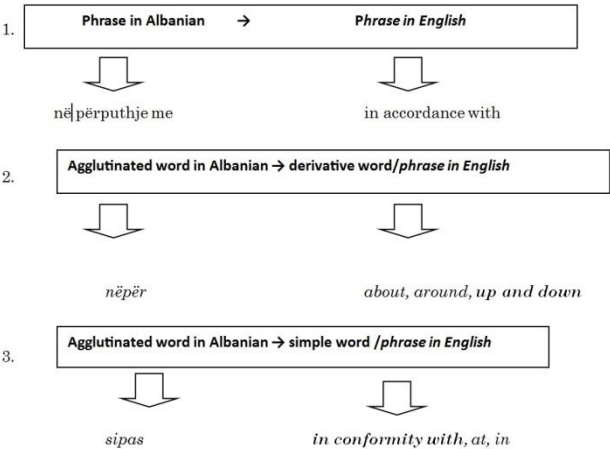 1. Phrase in Albanian → Phrase in English
në përputhje me in accordance with
2. Agglutinated word in Albanian → derivative word/phrase in English
nëpër about, around, up and down
3. Agglutinated word in Albanian → simple word /phrase in English
sipas in conformity with, at, in